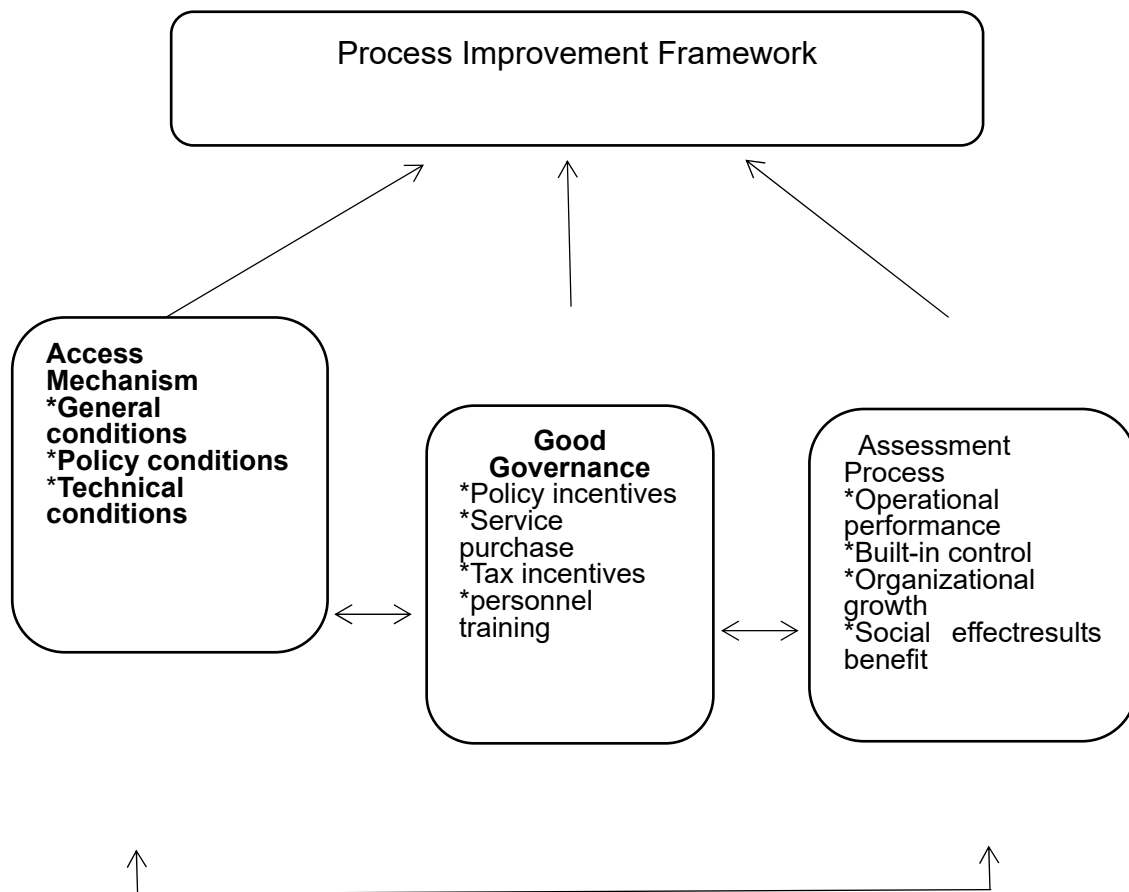 Process Improvement Framework
Access
Mechanism
*General
conditions
*Policy conditions
*Technical
conditions
Good
Governance
*Policy incentives
*Service
purchase
*Tax incentives
*personnel
training
Assessment
Process
*Operational
performance
*Built-in control
*Organizational
growth
*Social effectresults
benefit